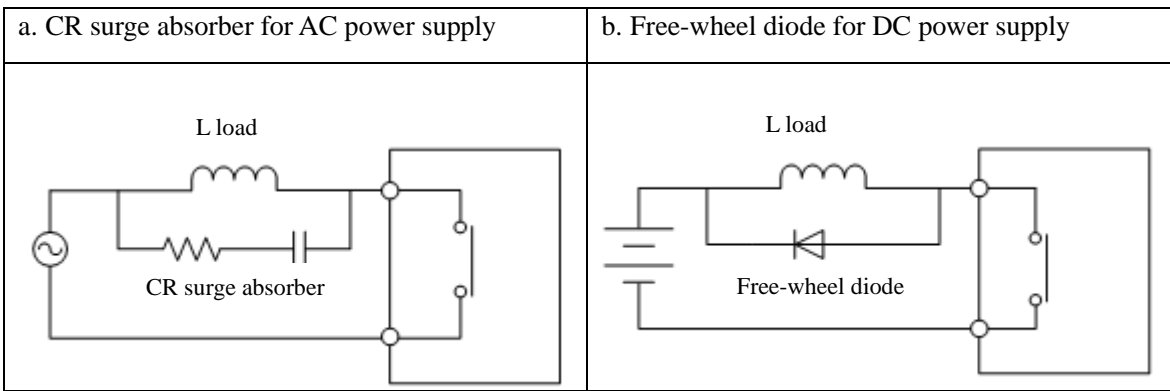 a. CR surge absorber for AC power supply
b. Free-wheel diode for DC power supply
L load
CR surge absorber
L load
Free-wheel diode